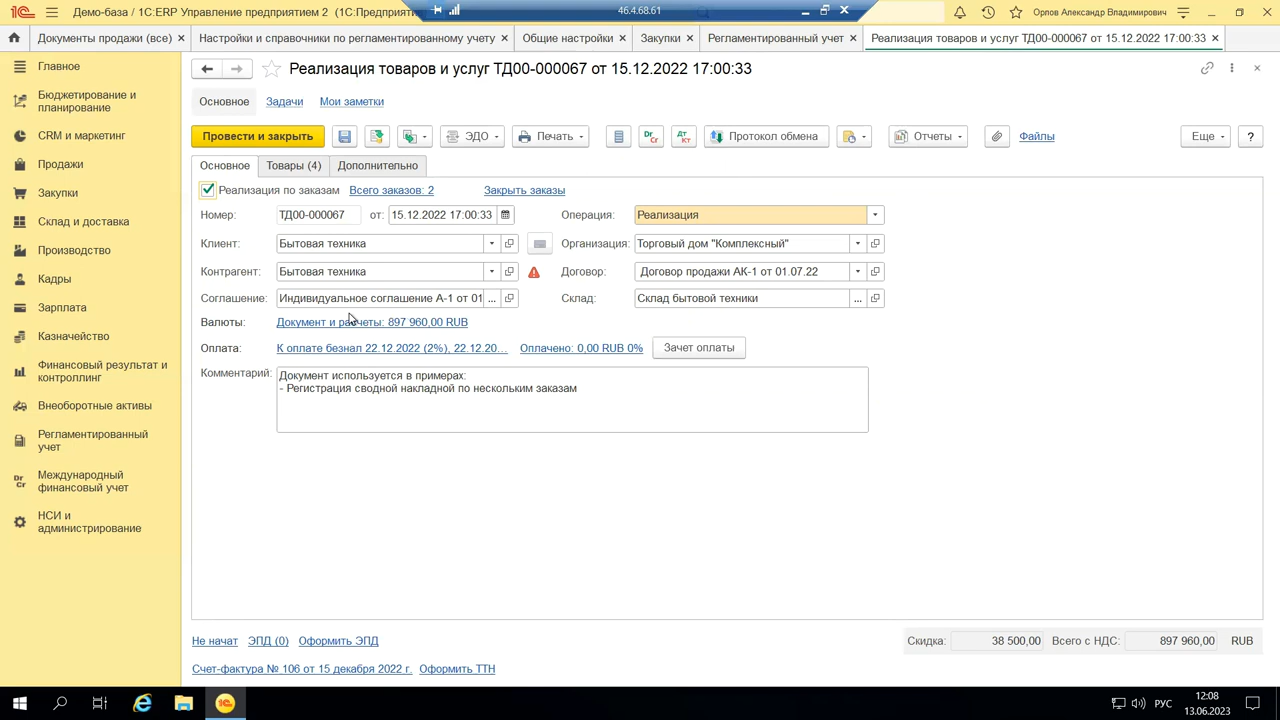 Демо-база / 1С:ERP Управление предприятием 2 (1С:Предприяти
46.4.68.61
Орлов Александр Владимирович
Документы продажи (все)
Настройки и справочники по регламентированному учету
Общие настройки
Закупки
Регламентированный учет
Реализация товаров и услуг ТД00-000067 от 15.12.2022 17:00:33
Главное
Бюджетирование и
планирование
CRM и маркетинг
Продажи
Закупки
Склад и доставка
Производство
Кадры
Зарплата
Казначейство
Финансовый результат и
контроллинг
Внеоборотные активы
Регламентированный
учет
Международный
финансовый учет
НСИ и
администрирование
Реализация товаров и услуг ТД00-000067 от 15.12.2022 17:00:33
Основное Задачи Мои заметки
Провести и закрыть ЭДО Печать Dr Cr Дт Кт Протокол обмена Отчеты Файлы Еще ?
Основное Товары (4) Дополнительно
Реализация по заказам Всего заказов: 2 Закрыть заказы
Номер: ТД00-000067 от: 15.12.2022 17:00:33 Операция: Реализация
Клиент: Бытовая техника Организация: Торговый дом "Комплексный"
Контрагент: Бытовая техника Договор: Договор продажи АК-1 от 01.07.22
Соглашение: Индивидуальное соглашение А-1 от 01 ... Склад: Склад бытовой техники ...
Валюты: Документ и расчеты: 897 960,00 RUB
Оплата: К оплате безнал 22.12.2022 (2%), 22.12.20... Оплачено: 0,00 RUB 0% Зачет оплаты
Комментарий: Документ используется в примерах:
- Регистрация сводной накладной по нескольким заказам
Не начат ЭПД (0) Оформить ЭПД
Скидка: 38 500,00 Всего с НДС: 897 960,00 RUB
Счет-фактура № 106 от 15 декабря 2022 г. Оформить ТТН
РУС
12:08
13.06.2023